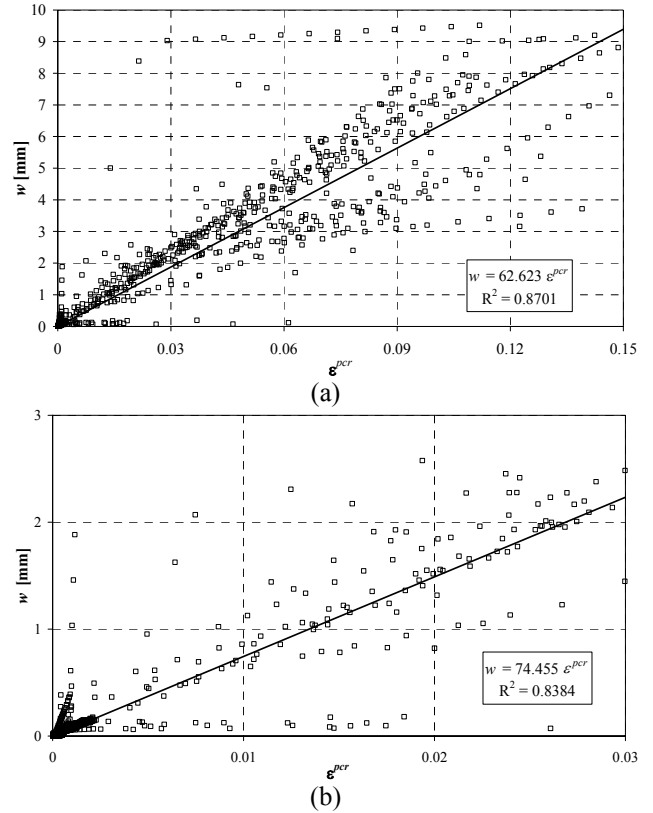 10
9
8
7
6
5
4
3
2
1
0
w [mm]
w = 62.623 ε^pcr
R² = 0.8701
0 0.03 0.06 0.09 0.12 0.15
ε^pcr
(a)
3
2
1
0
w [mm]
w = 74.455 ε^pcr
R² = 0.8384
0 0.01 0.02 0.03
ε^pcr
(b)